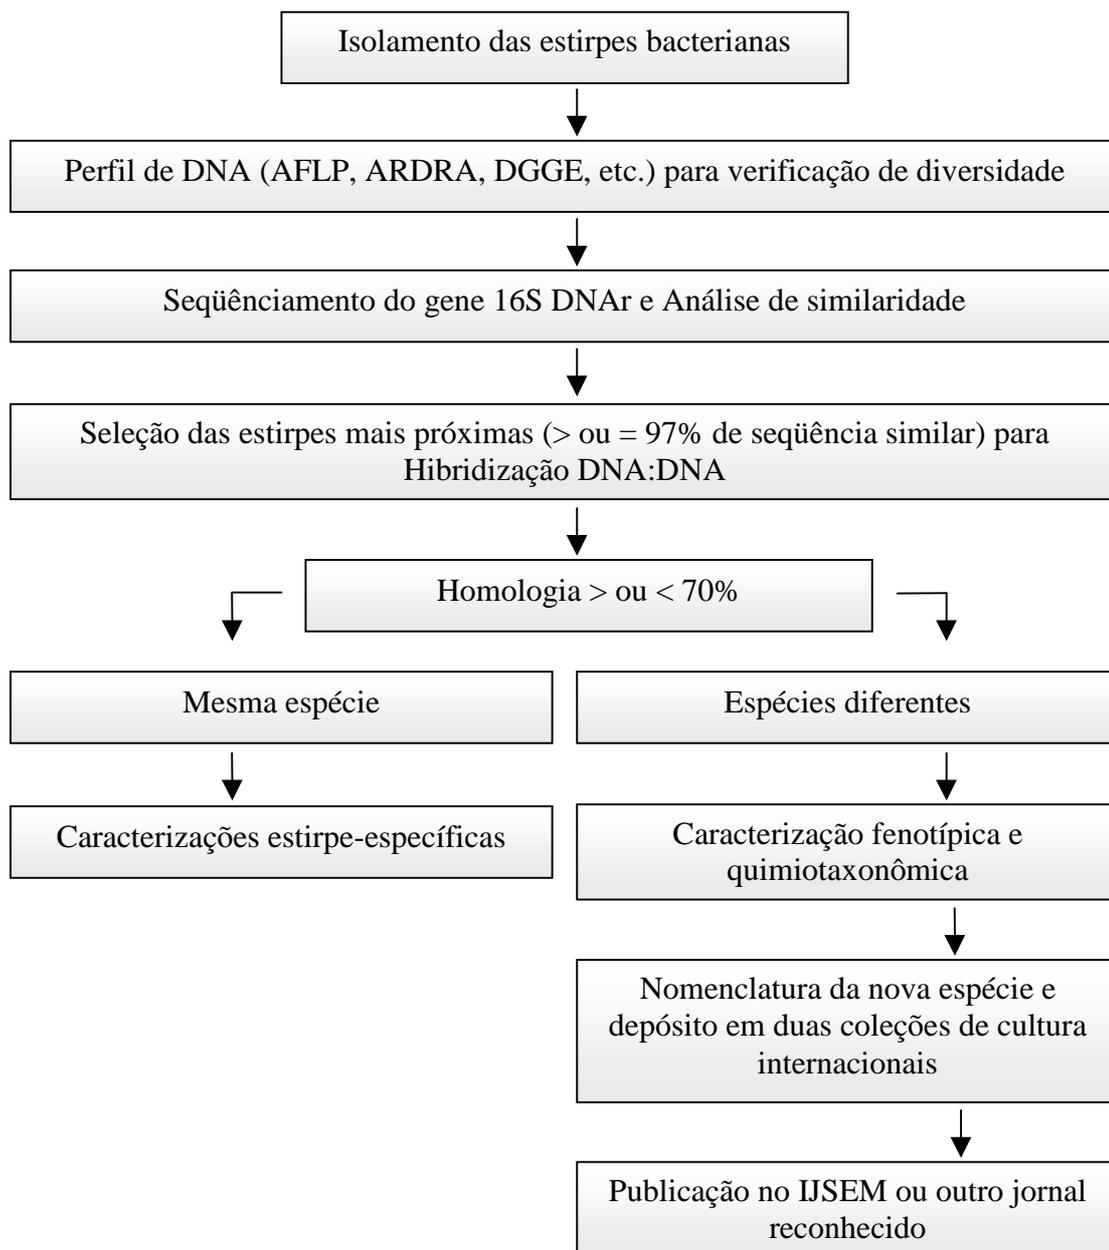 Isolamento das estirpes bacterianas
Perfil de DNA (AFLP, ARDRA, DGGE, etc.) para verificação de diversidade
Seqüênciamento do gene 16S DNAr e Análise de similaridade
Seleção das estirpes mais próximas (> ou = 97% de seqüência similar) para
Hibridização DNA:DNA
Homologia > ou < 70%
Mesma espécie
Espécies diferentes
Caracterizações estirpe-específicas
Caracterização fenotípica e
quimiotaxonômica
Nomenclatura da nova espécie e
depósito em duas coleções de cultura
internacionais
Publicação no IJSEM ou outro jornal
reconhecido